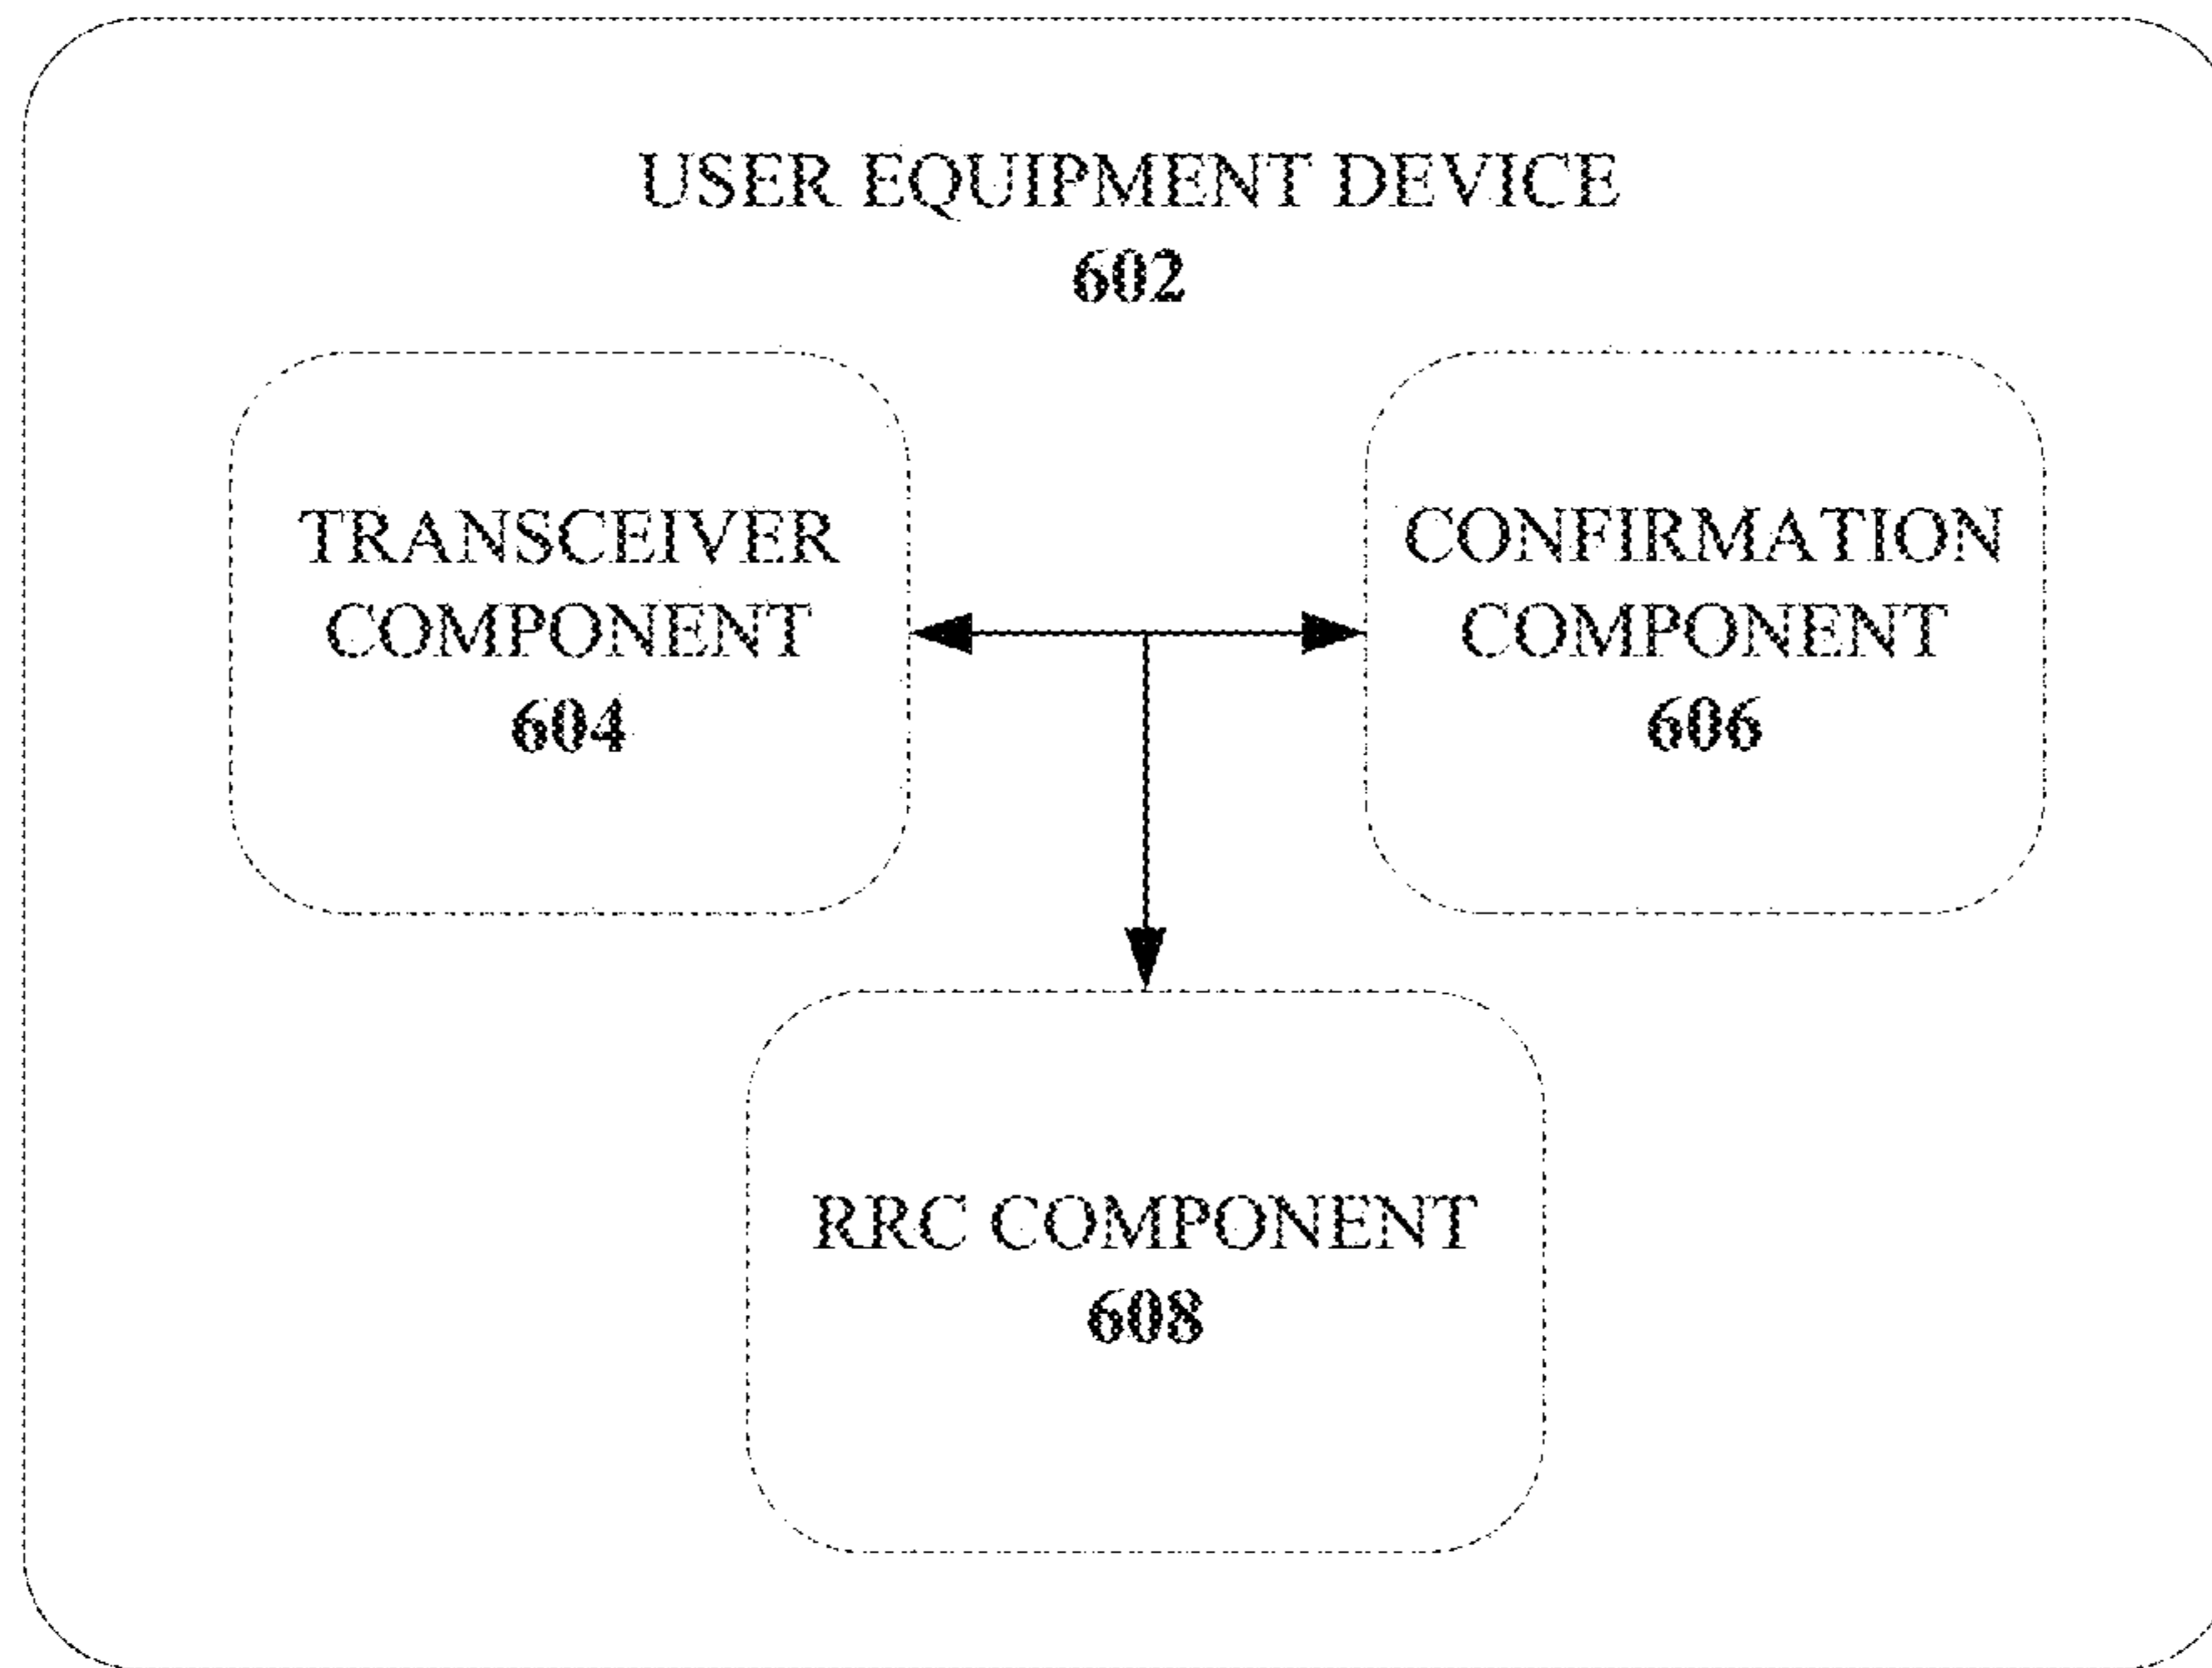 USER EQUIPMENT DEVICE
602
TRANSCEIVER
COMPONENT
604
CONFIRMATION
COMPONENT
606
RRC COMPONENT
608